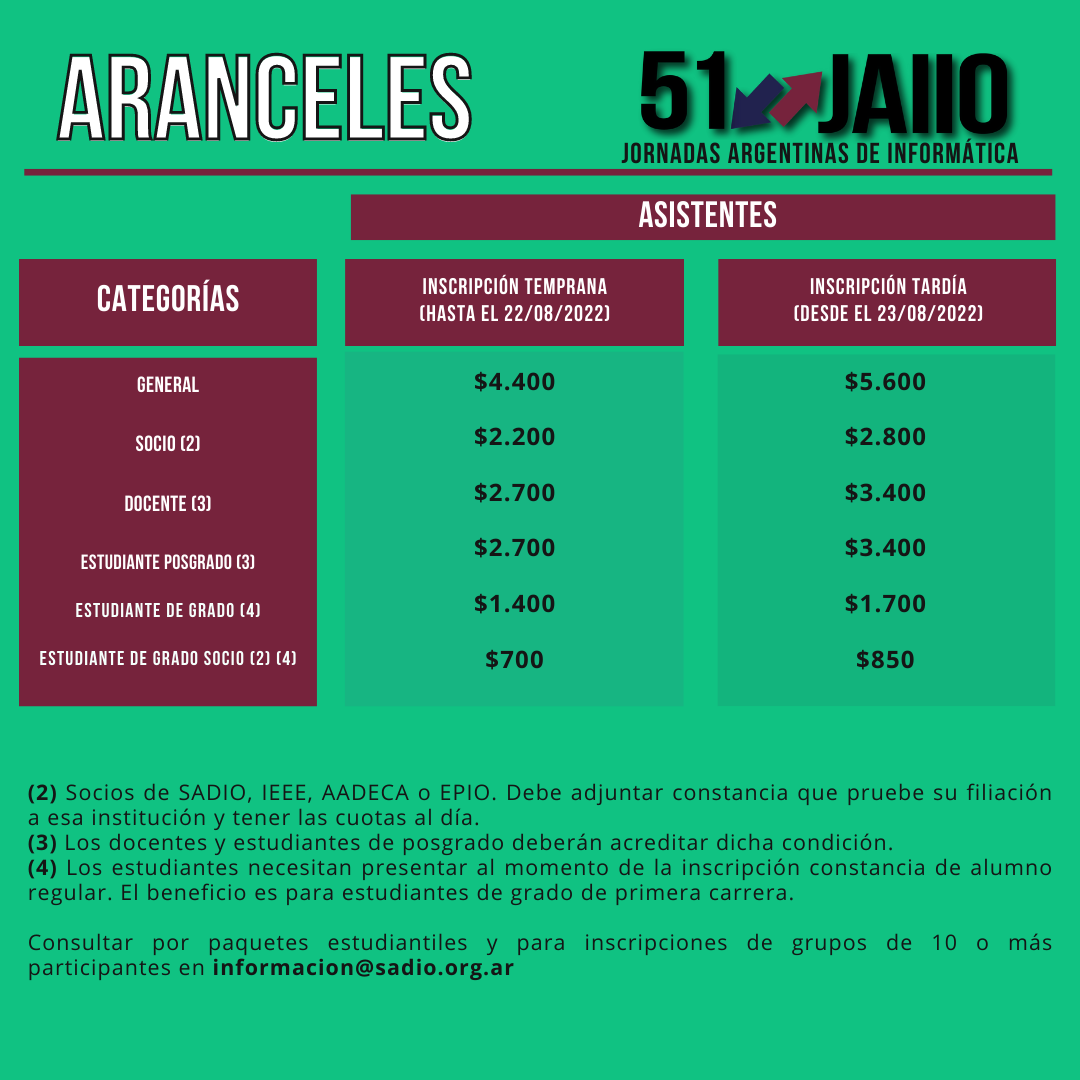 ARANCELES
51 JAIIO
JORNADAS ARGENTINAS DE INFORMÁTICA
ASISTENTES
CATEGORÍAS
INSCRIPCIÓN TEMPRANA
(HASTA EL 22/08/2022)
INSCRIPCIÓN TARDÍA
(DESDE EL 23/08/2022)
GENERAL $4.400 $5.600
SOCIO (2) $2.200 $2.800
DOCENTE (3) $2.700 $3.400
ESTUDIANTE POSGRADO (3) $2.700 $3.400
ESTUDIANTE DE GRADO (4) $1.400 $1.700
ESTUDIANTE DE GRADO SOCIO (2) (4) $700 $850
(2) Socios de SADIO, IEEE, AADECA o EPIO. Debe adjuntar constancia que pruebe su filiación
a esa institución y tener las cuotas al día.
(3) Los docentes y estudiantes de posgrado deberán acreditar dicha condición.
(4) Los estudiantes necesitan presentar al momento de la inscripción constancia de alumno
regular. El beneficio es para estudiantes de grado de primera carrera.
Consultar por paquetes estudiantiles y para inscripciones de grupos de 10 o más
participantes en informacion@sadio.org.ar